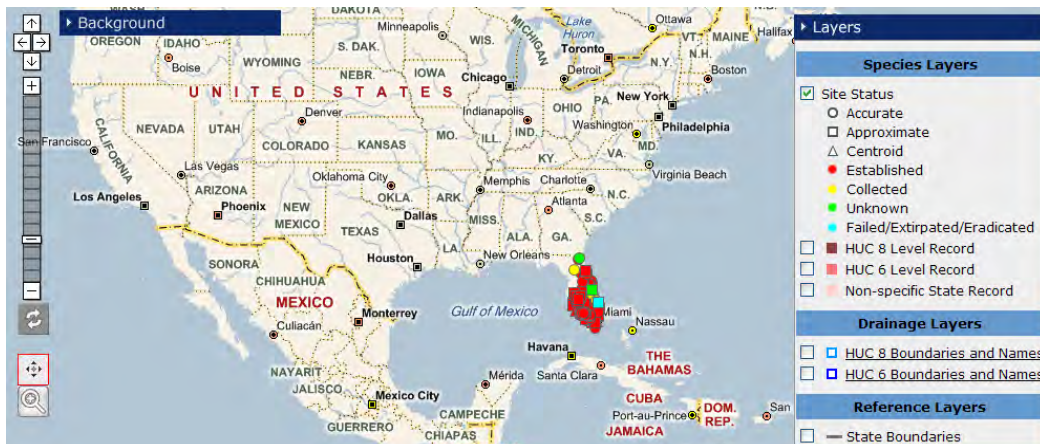 Background
Layers
Species Layers
Site Status
Accurate
Approximate
Centroid
Established
Collected
Unknown
Failed/Extirpated/Eradicated
HUC 8 Level Record
HUC 6 Level Record
Non-specific State Record
Drainage Layers
HUC 8 Boundaries and Names
HUC 6 Boundaries and Names
Reference Layers
State Boundaries
DAKOTA
Minneapolis
Lake
Huron
Ottawa
OREGON
IDAHO
Boise
WYOMING
S. DAK.
WIS.
MICHIGAN
Toronto
VT.
MAINE
Halifax
N.H.
N.Y.
NEBR.
IOWA
Chicago
Detroit
Boston
UNITED STATES
PA.
New York
NEVADA
UTAH
Denver
Indianapolis
OHIO
Philadelphia
San Francisco
COLORADO
KANSAS
MO.
ILL.
IND.
Washington
MD.
CALIFORNIA
Las Vegas
KY.
VA.
Virginia Beach
Los Angeles
ARIZONA
Phoenix
NEW
MEXICO
Oklahoma City
OKLA.
ARK.
Memphis
Charlotte
N.C.
Atlanta
S.C.
TEXAS
Dallas
MISS.
ALA.
GA.
Houston
LA.
New Orleans
SONORA
CHIHUAHUA
MEXICO
Monterrey
Gulf of Mexico
Miami
Nassau
Culiacán
Havana
THE
BAHAMAS
Santa Clara
NAYARIT
JALISCO
Mexico City
Mérida
CUBA
Port-au-Prince
DOM.
REP.
San
JAMAICA
GUERRERO
CAMPECHE
CHIAPAS